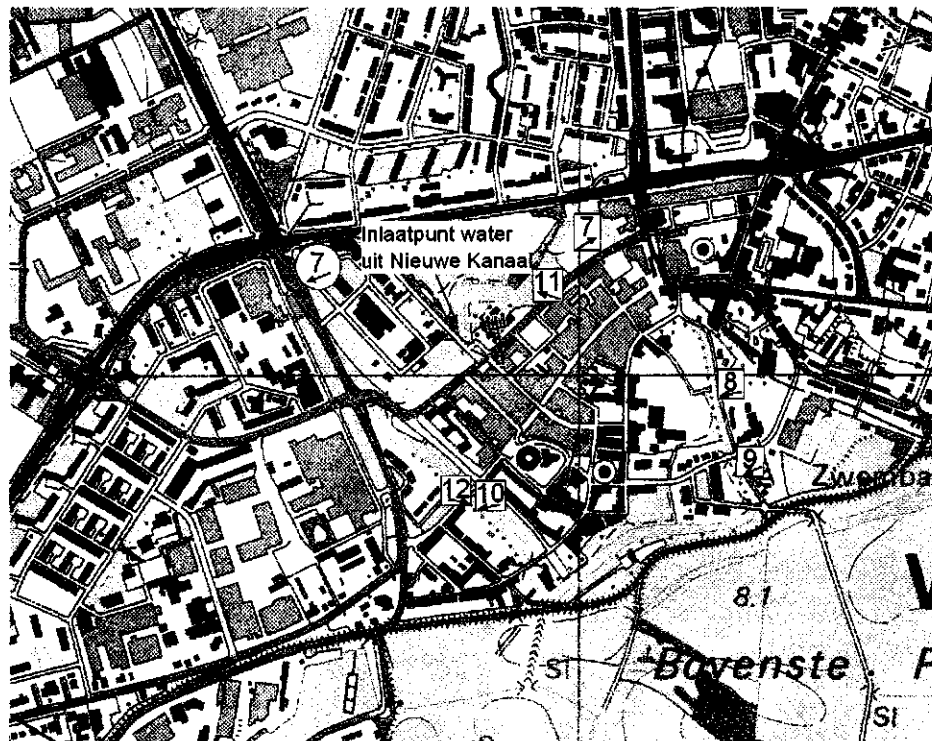 Inlaatpunt water
uit Nieuwe Kanaal
7
7
11
8
9
12
10
Zwemba
8.1
Bovenste
Sl
Sl